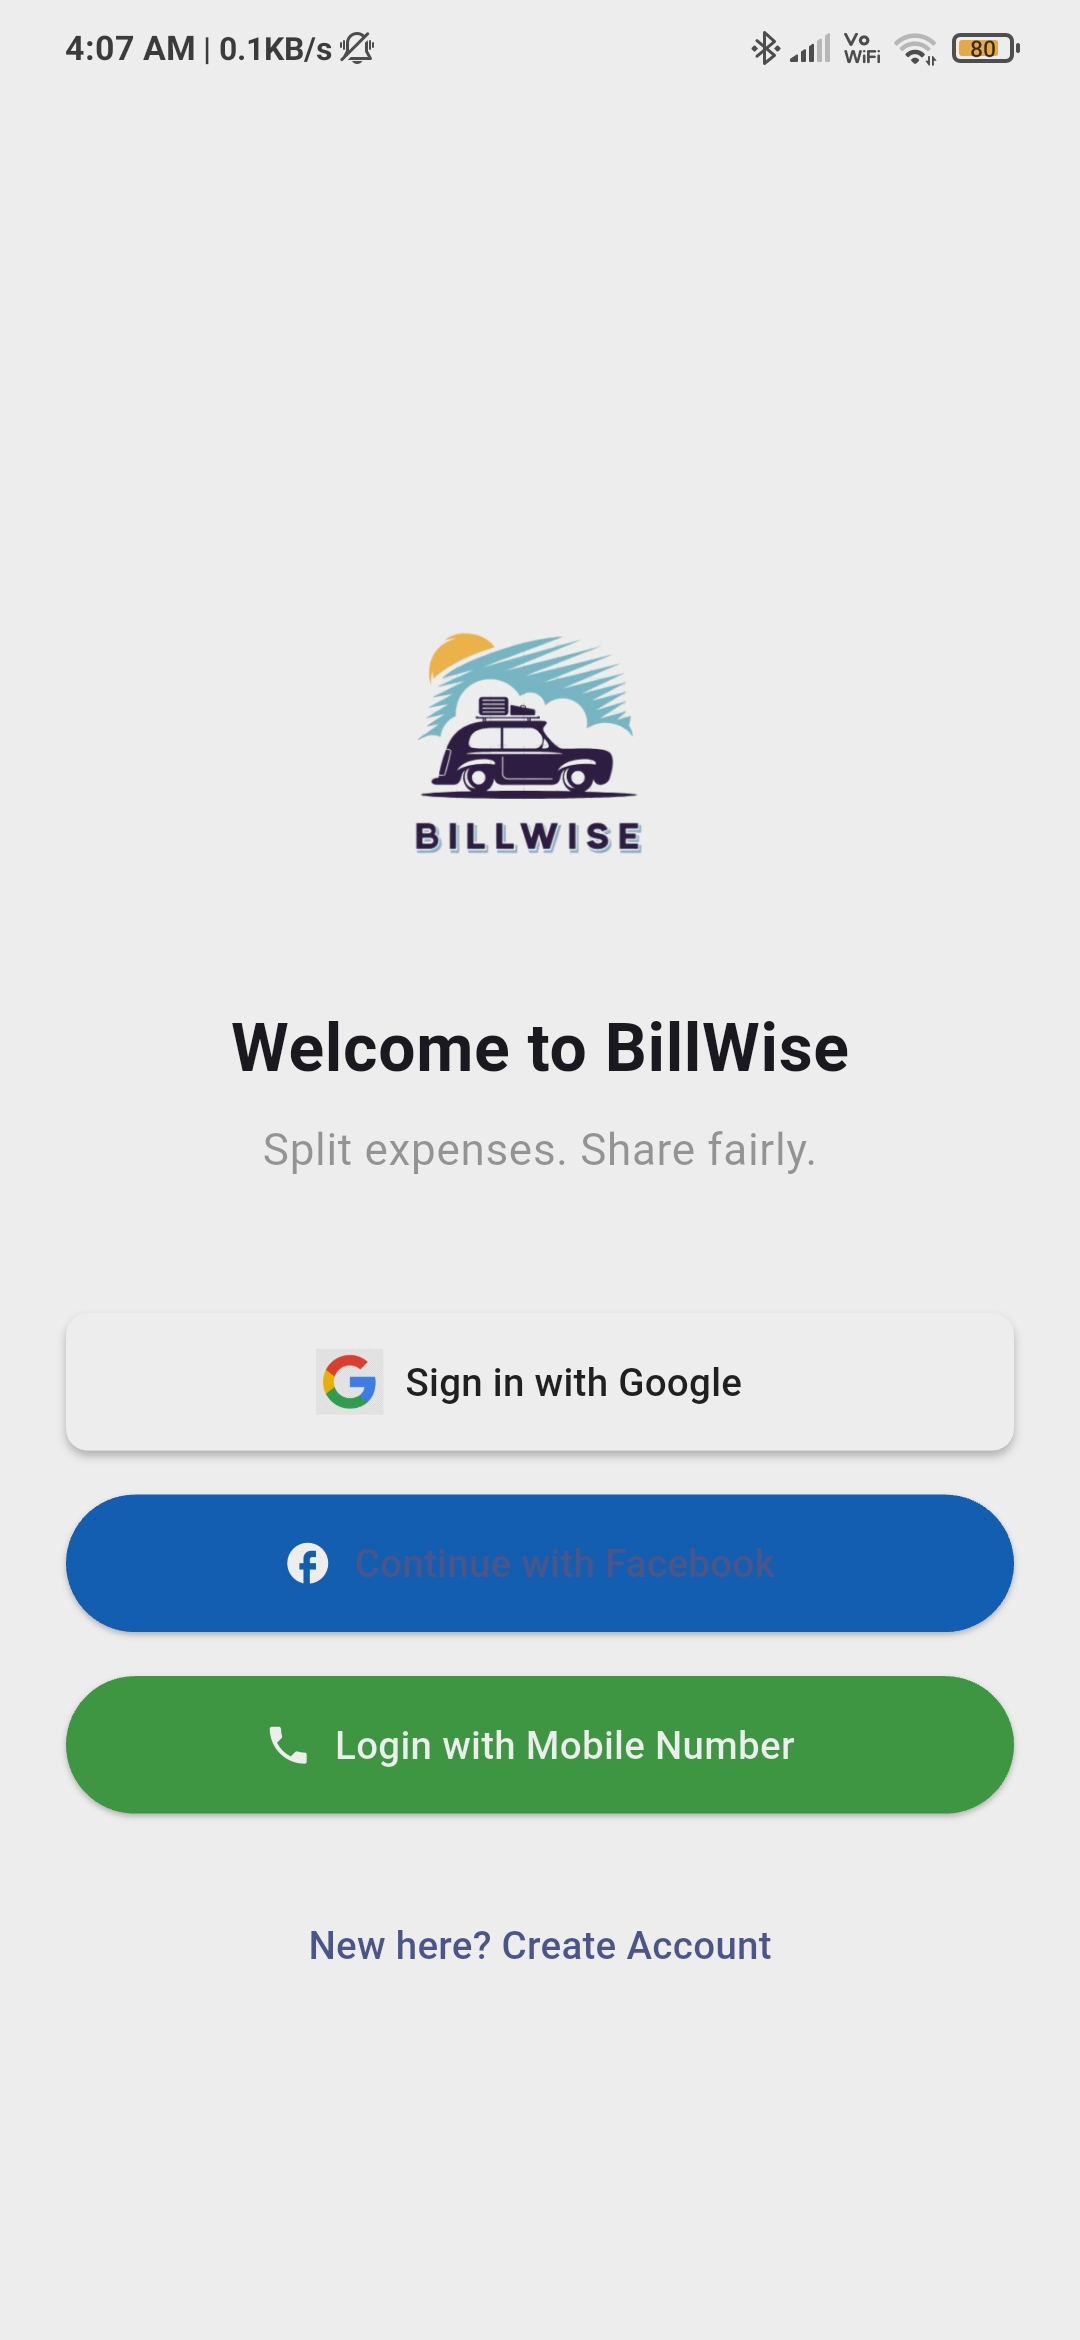 4:07 AM | 0.1KB/s Vo WiFi 80
BILLWISE
Welcome to BillWise
Split expenses. Share fairly.
Sign in with Google
Continue with Facebook
Login with Mobile Number
New here? Create Account